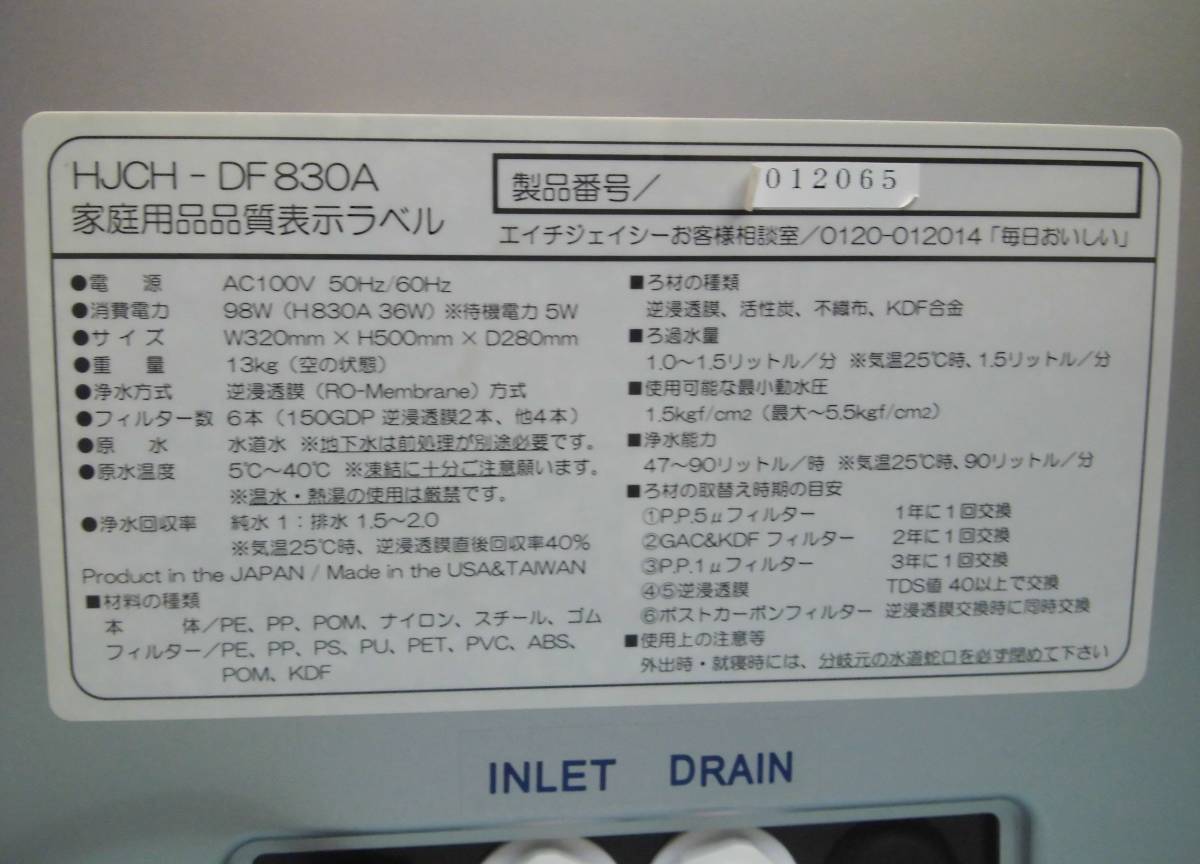 HJCH - DF830A
家庭用品品質表示ラベル
製品番号/ 012065
エイチジェイシーお客様相談室/0120-012014「毎日おいしい」
●電　源　AC100V 50Hz/60Hz
●消費電力　98W（H830A 36W）※待機電力 5W
●サイズ　W320mm × H500mm × D280mm
●重　量　13kg（空の状態）
●浄水方式　逆浸透膜（RO-Membrane）方式
●フィルター数　6本（150GDP 逆浸透膜2本、他4本）
●原　水　水道水 ※地下水は前処理が別途必要です。
●原水温度　5℃〜40℃ ※凍結に十分ご注意願います。
※温水・熱湯の使用は厳禁です。
●浄水回収率　純水 1：排水 1.5〜2.0
※気温25℃時、逆浸透膜直後回収率40%
Product in the JAPAN / Made in the USA&TAIWAN
■材料の種類
本　体/PE、PP、POM、ナイロン、スチール、ゴム
フィルター/PE、PP、PS、PU、PET、PVC、ABS、
POM、KDF
■ろ材の種類
逆浸透膜、活性炭、不織布、KDF合金
■ろ過水量
1.0〜1.5リットル/分 ※気温25℃時、1.5リットル/分
■使用可能な最小動水圧
1.5kgf/cm2（最大〜5.5kgf/cm2）
■浄水能力
47〜90リットル/時 ※気温25℃時、90リットル/分
■ろ材の取替え時期の目安
①P.P.5μフィルター　1年に1回交換
②GAC&KDF フィルター　2年に1回交換
③P.P.1μフィルター　3年に1回交換
④⑤逆浸透膜　TDS値 40以上で交換
⑥ポストカーボンフィルター　逆浸透膜交換時に同時交換
■使用上の注意等
外出時・就寝時には、分岐元の水道蛇口を必ず閉めて下さい
INLET DRAIN